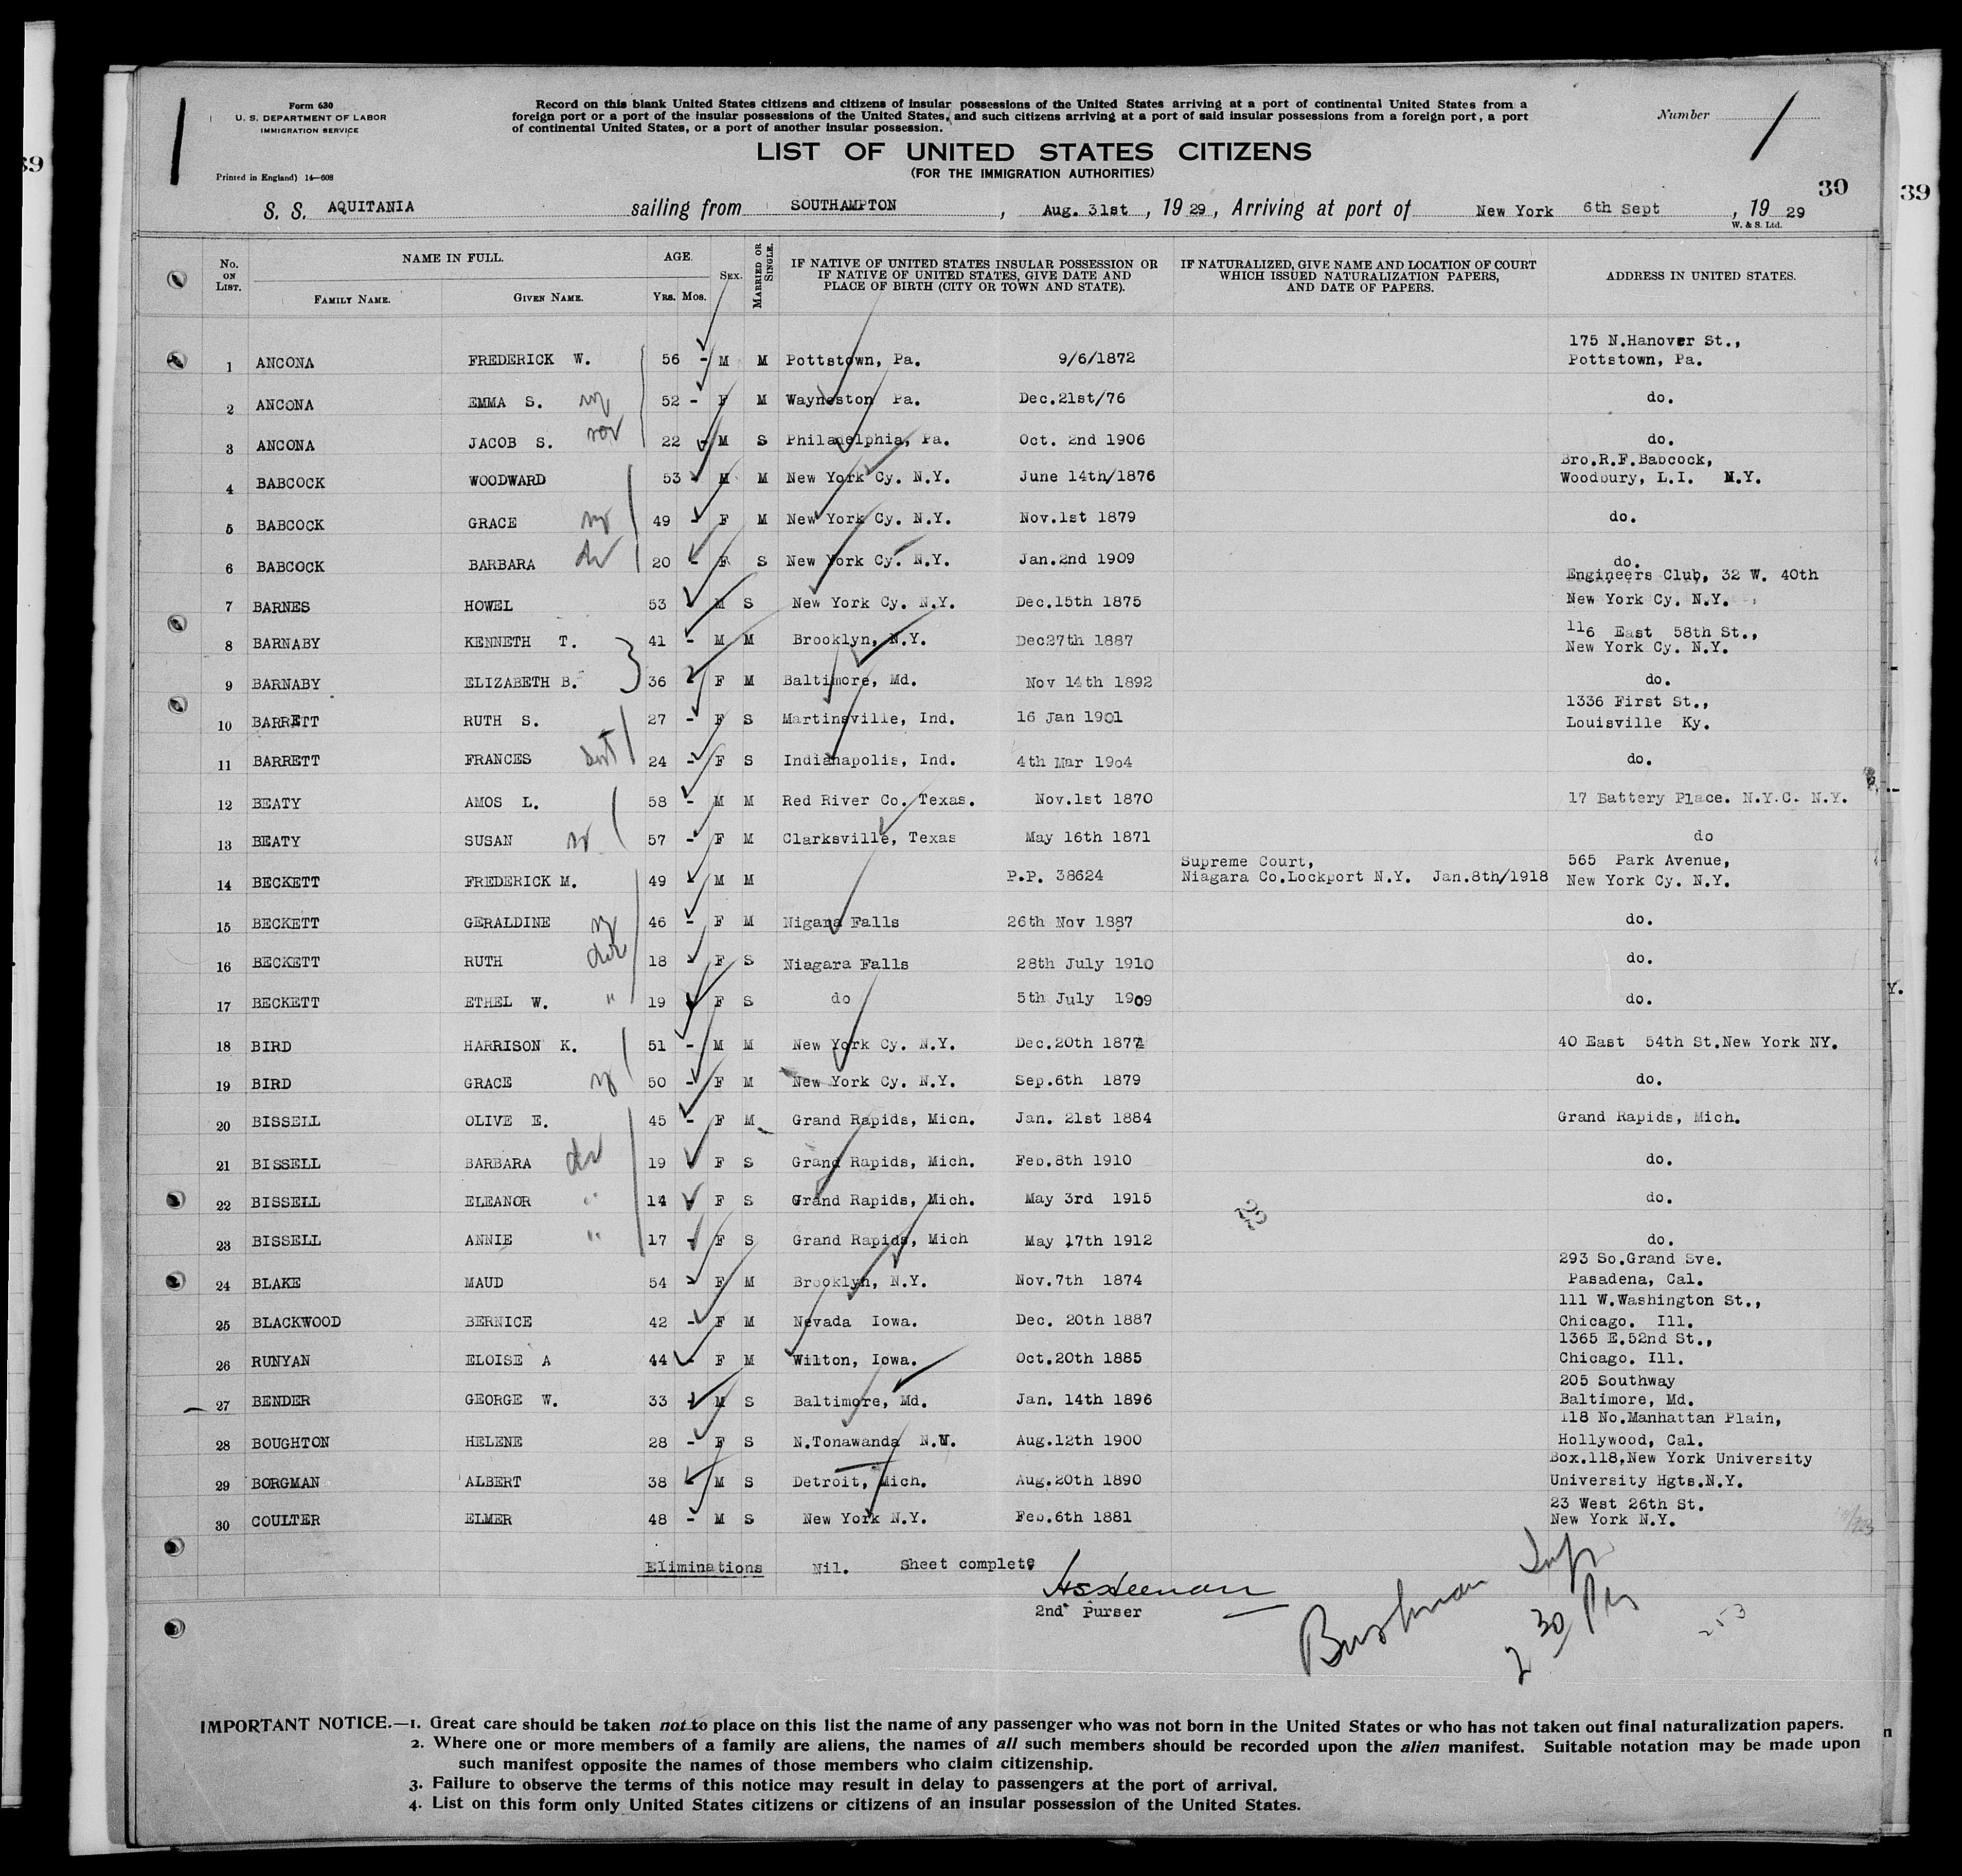 Form 630
U. S. DEPARTMENT OF LABOR
IMMIGRATION SERVICE
Printed in England) 14—608
Record on this blank United States citizens and citizens of insular possessions of the United States arriving at a port of continental United States from a
foreign port or a port of the insular possessions of the United States, and such citizens arriving at a port of said insular possessions from a foreign port, a port
of continental United States, or a port of another insular possession.
Number
LIST OF UNITED STATES CITIZENS
(FOR THE IMMIGRATION AUTHORITIES)
30
39
S. S. AQUITANIA sailing from SOUTHAMPTON, Aug. 31st, 1929, Arriving at port of New York 6th Sept, 1929
W. & S. Ltd.
No. ON LIST. NAME IN FULL. FAMILY NAME. GIVEN NAME. AGE. YRS. MOS. SEX. MARRIED OR SINGLE. IF NATIVE OF UNITED STATES INSULAR POSSESSION OR IF NATIVE OF UNITED STATES, GIVE DATE AND PLACE OF BIRTH (CITY OR TOWN AND STATE). IF NATURALIZED, GIVE NAME AND LOCATION OF COURT WHICH ISSUED NATURALIZATION PAPERS, AND DATE OF PAPERS. ADDRESS IN UNITED STATES.
1 ANCONA FREDERICK W. 56 - M M Pottstown, Pa. 9/6/1872 175 N.Hanover St., Pottstown, Pa.
2 ANCONA EMMA S. 52 - F M Wayneston Pa. Dec.21st/76 do.
3 ANCONA JACOB S. 22 - M S Philadelphia, Pa. Oct. 2nd 1906 do.
4 BABCOCK WOODWARD 53 M M New York Cy. N.Y. June 14th/1876 Bro.R.F.Babcock, Woodbury, L.I. N.Y.
5 BABCOCK GRACE 49 - F M New York Cy. N.Y. Nov.1st 1879 do.
6 BABCOCK BARBARA 20 - F S New York Cy. N.Y. Jan.2nd 1909 do.
7 BARNES HOWEL 53 - M S New York Cy. N.Y. Dec.15th 1875 Engineers Club, 32 W. 40th New York Cy. N.Y.
8 BARNABY KENNETH T. 41 - M M Brooklyn, N.Y. Dec27th 1887 116 East 58th St., New York Cy. N.Y.
9 BARNABY ELIZABETH B. 36 - F M Baltimore, Md. Nov 14th 1892 do.
10 BARRETT RUTH S. 27 - F S Martinsville, Ind. 16 Jan 1901 1336 First St., Louisville Ky.
11 BARRETT FRANCES 24 - F S Indianapolis, Ind. 4th Mar 1904 do.
12 BEATY AMOS L. 58 - M M Red River Co. Texas. Nov.1st 1870 17 Battery Place. N.Y.C. N.Y.
13 BEATY SUSAN 57 - F M Clarksville, Texas May 16th 1871 do
14 BECKETT FREDERICK M. 49 - M M P.P. 38624 Supreme Court, Niagara Co.Lockport N.Y. Jan.8th/1918 565 Park Avenue, New York Cy. N.Y.
15 BECKETT GERALDINE 46 - F M Nigara Falls 26th Nov 1887 do.
16 BECKETT RUTH 18 - F S Niagara Falls 28th July 1910 do.
17 BECKETT ETHEL W. " 19 - F S do 5th July 1909 do.
18 BIRD HARRISON K. 51 - M M New York Cy. N.Y. Dec.20th 1877 40 East 54th St.New York NY.
19 BIRD GRACE 50 - F M New York Cy. N.Y. Sep.6th 1879 do.
20 BISSELL OLIVE E. 45 - F M Grand Rapids, Mich. Jan. 21st 1884 Grand Rapids, Mich.
21 BISSELL BARBARA 19 - F S Grand Rapids, Mich. Feb.8th 1910 do.
22 BISSELL ELEANOR " 14 - F S Grand Rapids, Mich. May 3rd 1915 do.
23 BISSELL ANNIE " 17 - F S Grand Rapids, Mich May 17th 1912 do.
24 BLAKE MAUD 54 - F M Brooklyn, N.Y. Nov.7th 1874 293 So.Grand Sve. Pasadena, Cal.
25 BLACKWOOD BERNICE 42 - F M Nevada Iowa. Dec. 20th 1887 111 W.Washington St., Chicago. Ill.
26 RUNYAN ELOISE A 44 - F M Wilton, Iowa. Oct.20th 1885 1365 E.52nd St., Chicago. Ill.
27 BENDER GEORGE W. 33 - M S Baltimore, Md. Jan. 14th 1896 205 Southway Baltimore, Md.
28 BOUGHTON HELENE 28 - F S N.Tonawanda Aug.12th 1900 118 No.Manhattan Plain, Hollywood, Cal.
29 BORGMAN ALBERT 38 - M S Detroit, Mich. Aug.20th 1890 Box.118,New York University University Hgts.N.Y.
30 COULTER ELMER 48 - M S New York N.Y. Feb.6th 1881 23 West 26th St. New York N.Y.
Eliminations Nil. Sheet complete
2nd Purser
Bushman Insp
2 30 Pm
253
IMPORTANT NOTICE.—1. Great care should be taken not to place on this list the name of any passenger who was not born in the United States or who has not taken out final naturalization papers.
2. Where one or more members of a family are aliens, the names of all such members should be recorded upon the alien manifest. Suitable notation may be made upon
such manifest opposite the names of those members who claim citizenship.
3. Failure to observe the terms of this notice may result in delay to passengers at the port of arrival.
4. List on this form only United States citizens or citizens of an insular possession of the United States.